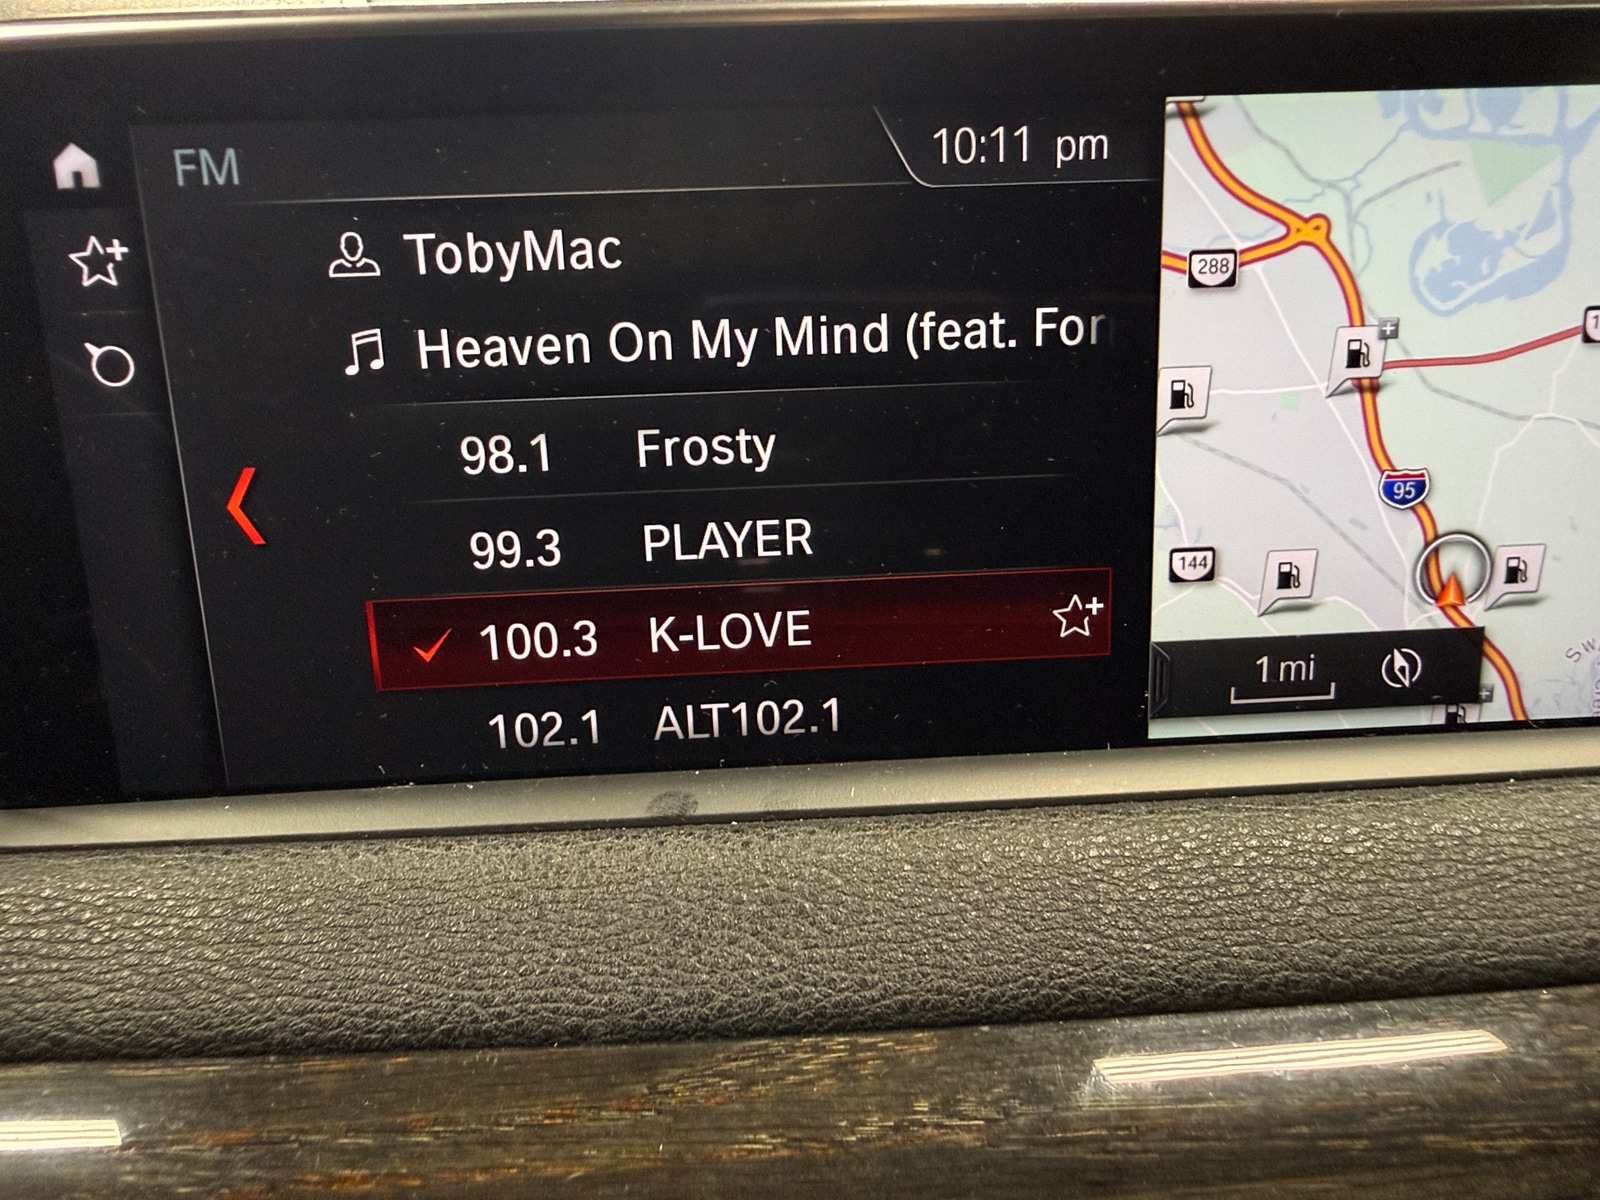 FM
10:11 pm
TobyMac
Heaven On My Mind (feat. For
98.1 Frosty
99.3 PLAYER
100.3 K-LOVE
102.1 ALT102.1
288
95
144
1 mi